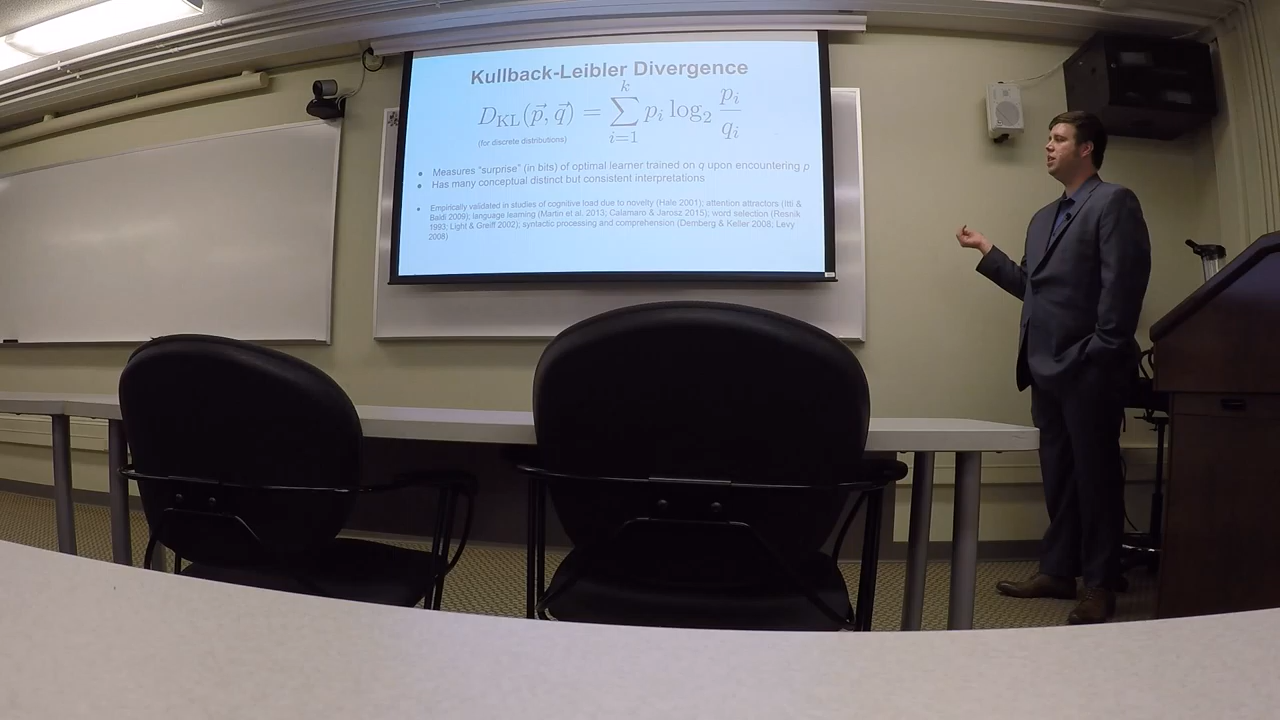 Kullback-Leibler Divergence
D_KL(p⃗, q⃗) = ∑_{i=1}^{k} p_i log₂ p_i/q_i
(for discrete distributions)
● Measures "surprise" (in bits) of optimal learner trained on q upon encountering p
● Has many conceptual distinct but consistent interpretations
● Empirically validated in studies of cognitive load due to novelty (Hale 2001); attention attractors (Itti &
Baldi 2009); language learning (Martin et al. 2013, Calamaro & Jarosz 2015), word selection (Resnik
1993; Light & Greiff 2002); syntactic processing and comprehension (Demberg & Keller 2008; Levy
2008)